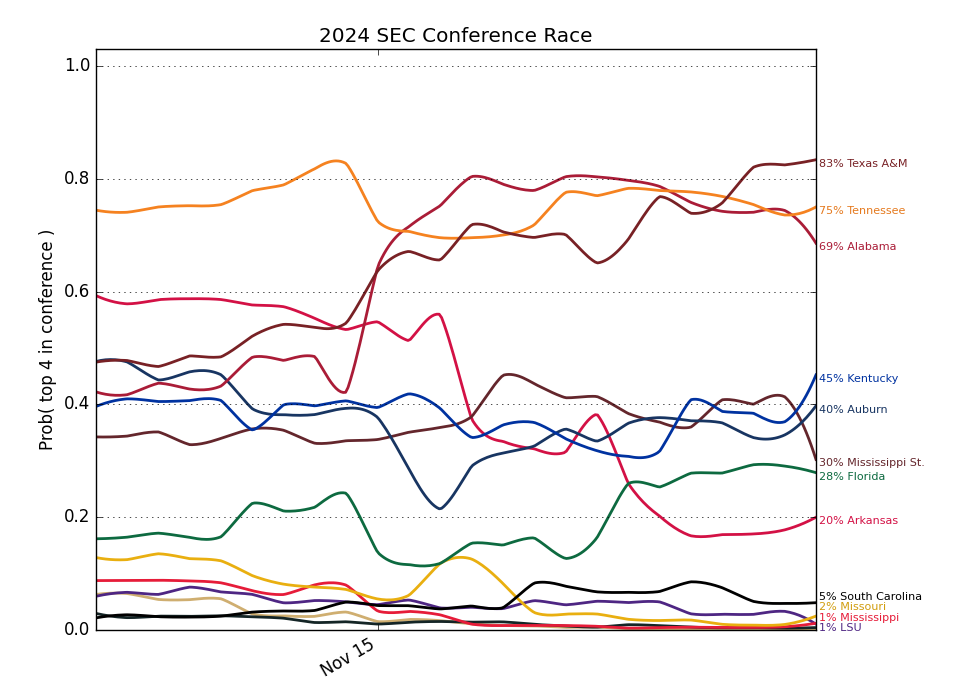 2024 SEC Conference Race
Prob( top 4 in conference )
1.0
0.8
0.6
0.4
0.2
0.0
Nov 15
83% Texas A&M
75% Tennessee
69% Alabama
45% Kentucky
40% Auburn
30% Mississippi St.
28% Florida
20% Arkansas
5% South Carolina
2% Missouri
1% Mississippi
1% LSU